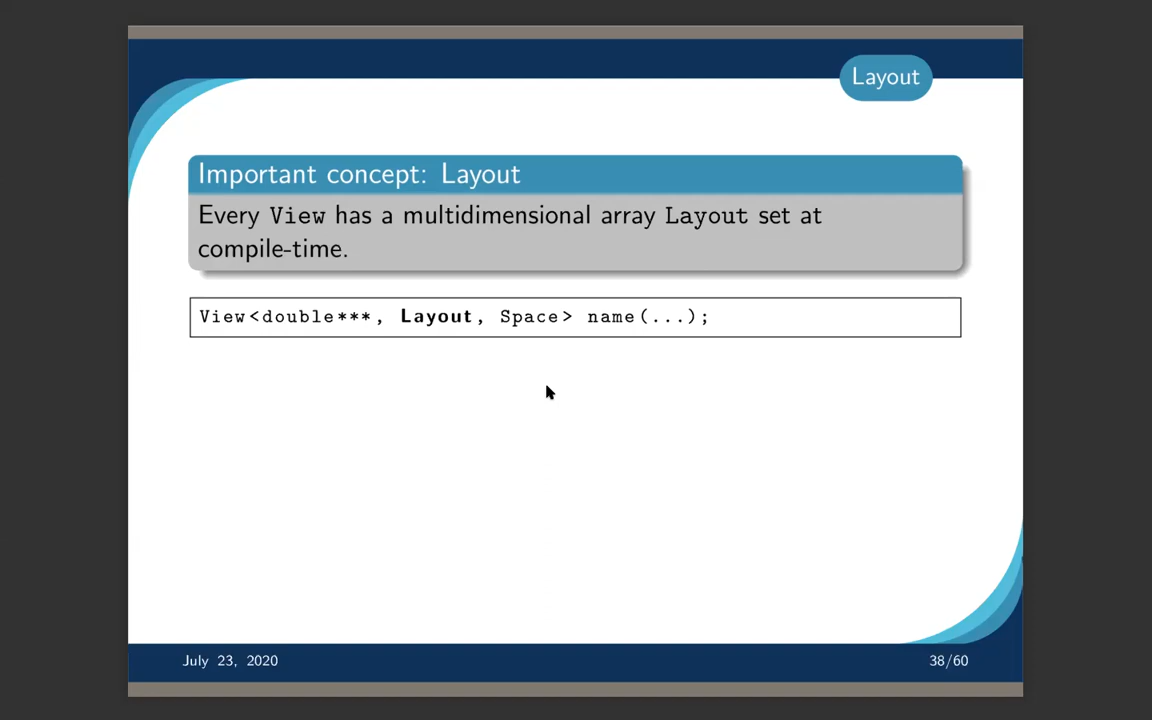 Layout
Important concept: Layout
Every View has a multidimensional array Layout set at
compile-time.
View<double***, Layout, Space> name(...);
July 23, 2020
38/60